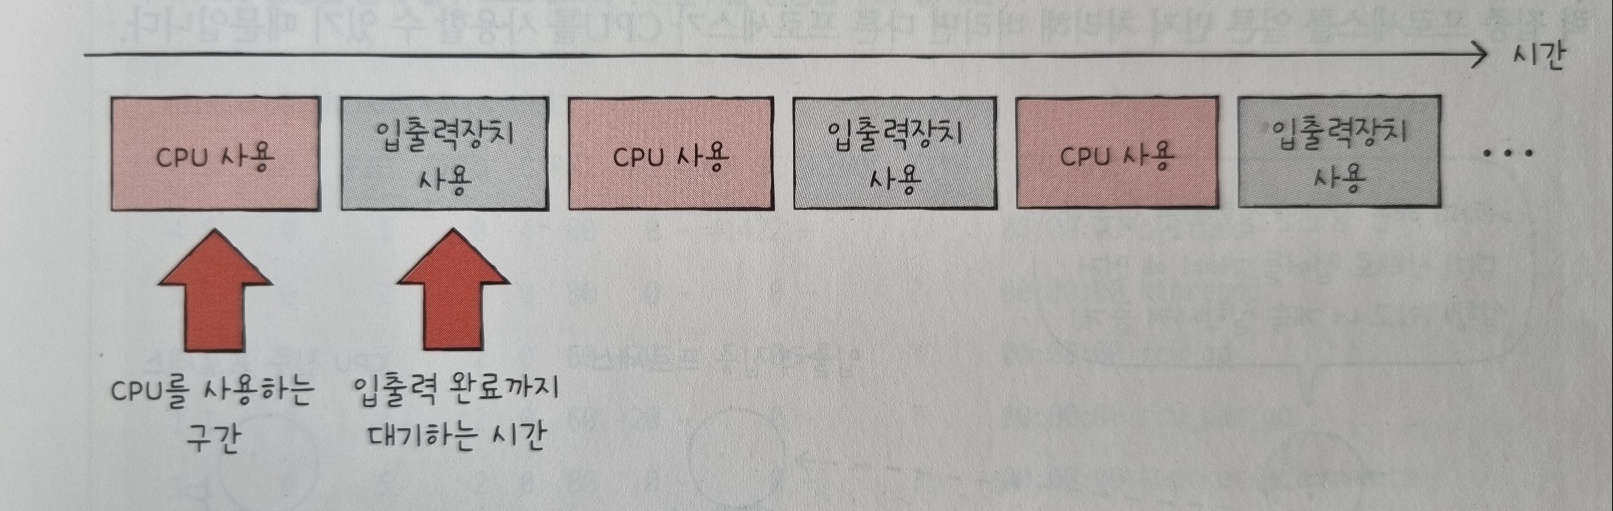 시간
CPU 사용
입출력장치
사용
CPU 사용
입출력장치
사용
CPU 사용
입출력장치
사용
...
CPU를 사용하는
구간
입출력 완료까지
대기하는 시간